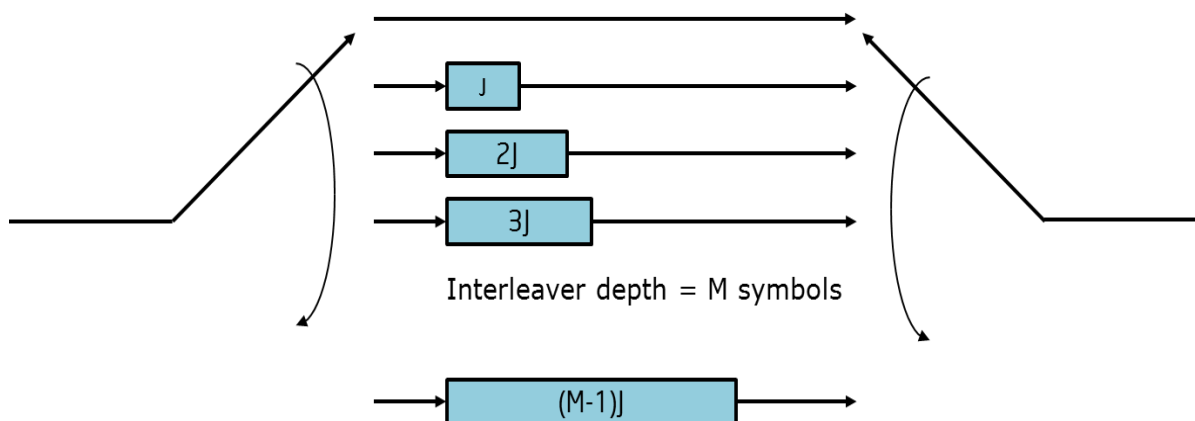 J
2J
3J
Interleaver depth = M symbols
(M-1)J